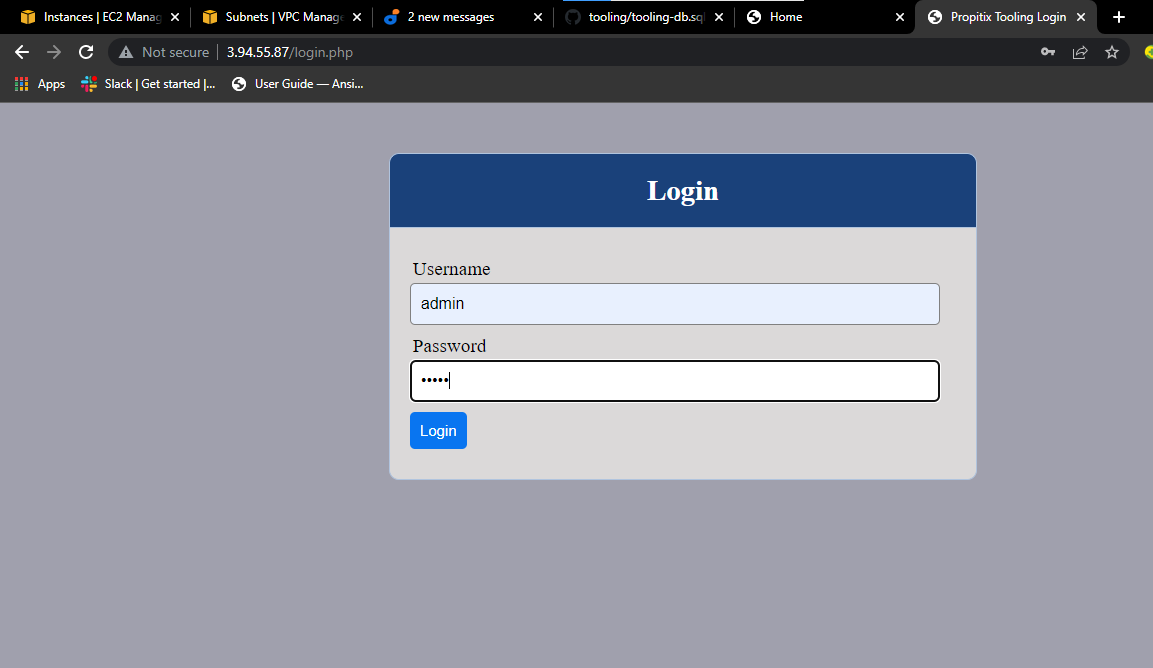 Instances | EC2 Manag
Subnets | VPC Manage
2 new messages
tooling/tooling-db.sql
Home
Propitix Tooling Login
Not secure
3.94.55.87/login.php
Apps
Slack | Get started |...
User Guide — Ansi...
Login
Username
admin
Password
•••••
Login